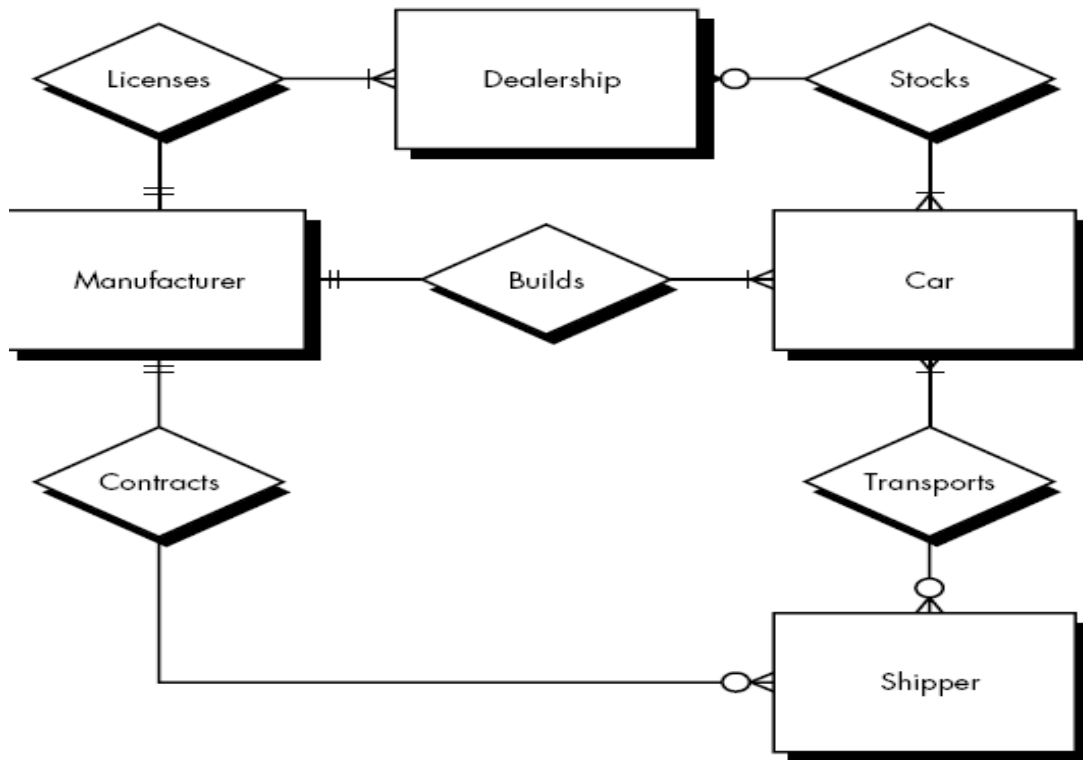 Licenses
Dealership
Stocks
Manufacturer
Builds
Car
Contracts
Transports
Shipper